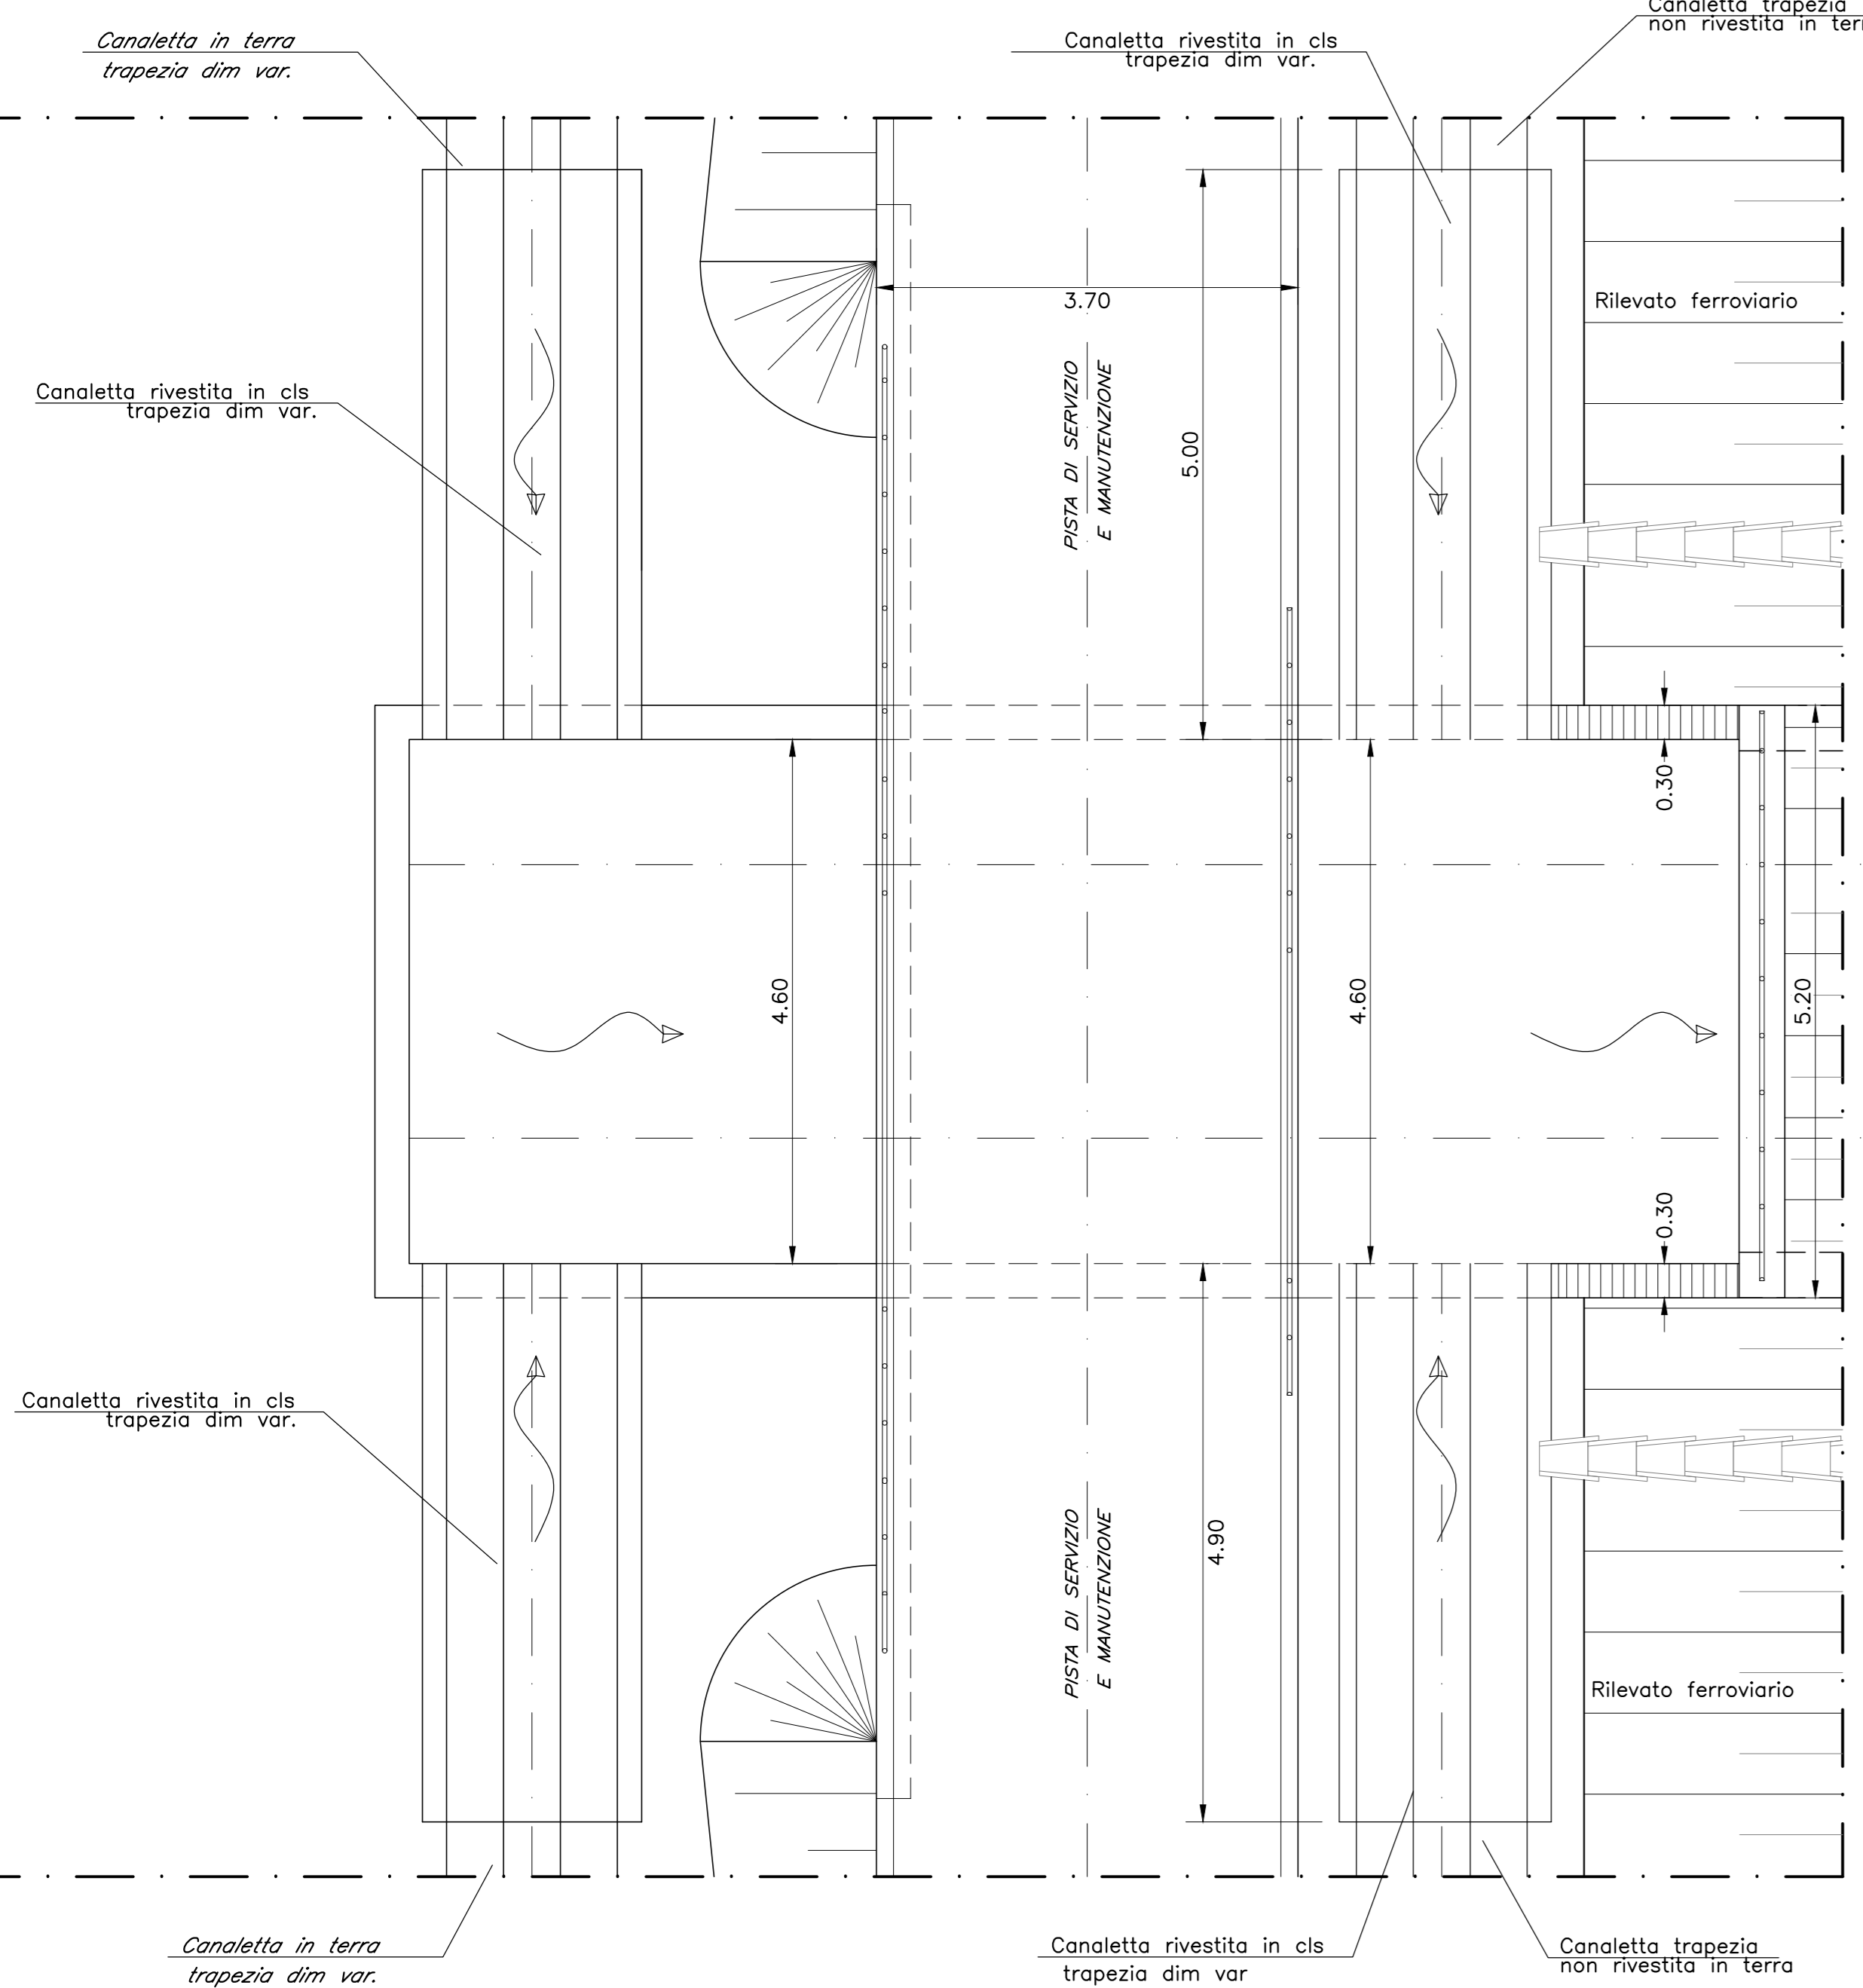 Canaletta trapezia
non rivestita in terr
Canaletta in terra
trapezia dim var.
Canaletta rivestita in cls
trapezia dim var.
3.70
Rilevato ferroviario
PISTA DI SERVIZIO
E MANUTENZIONE
5.00
Canaletta rivestita in cls
trapezia dim var.
0.30
4.60
4.60
5.20
0.30
Canaletta rivestita in cls
trapezia dim var.
PISTA DI SERVIZIO
E MANUTENZIONE
4.90
Rilevato ferroviario
Canaletta in terra
trapezia dim var.
Canaletta rivestita in cls
trapezia dim var
Canaletta trapezia
non rivestita in terra